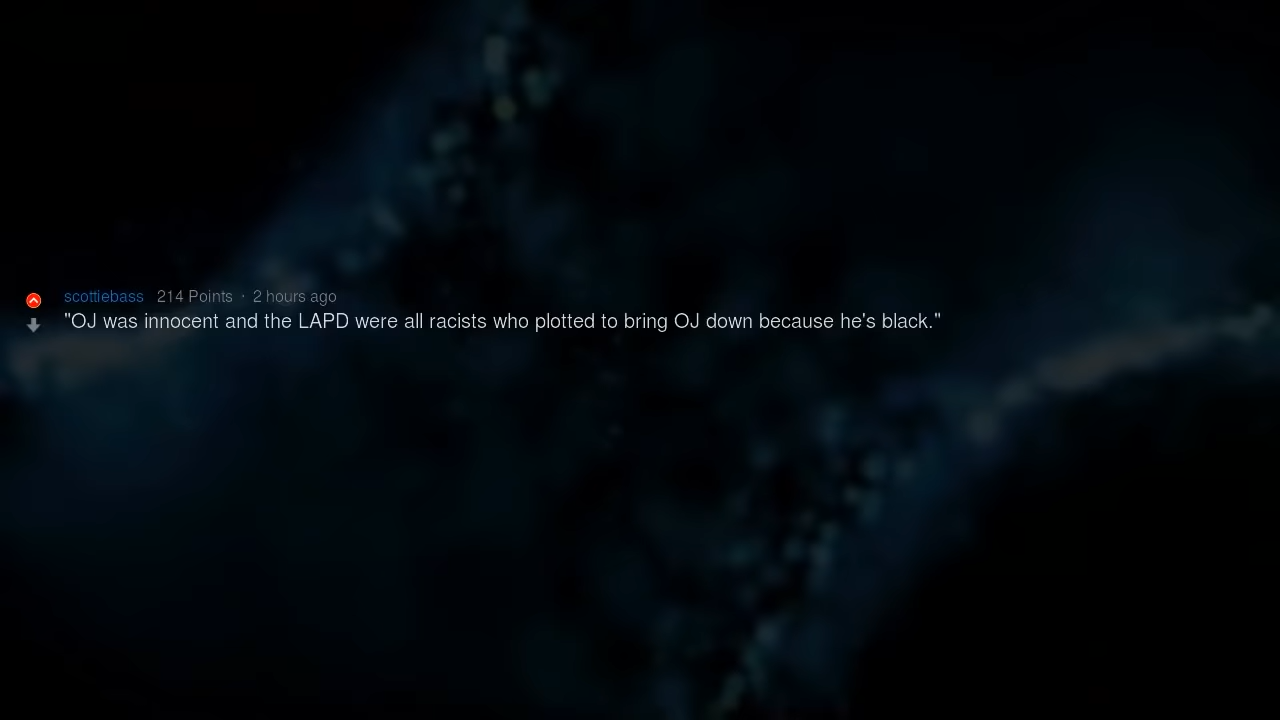 scottiebass 214 Points · 2 hours ago
"OJ was innocent and the LAPD were all racists who plotted to bring OJ down because he's black."